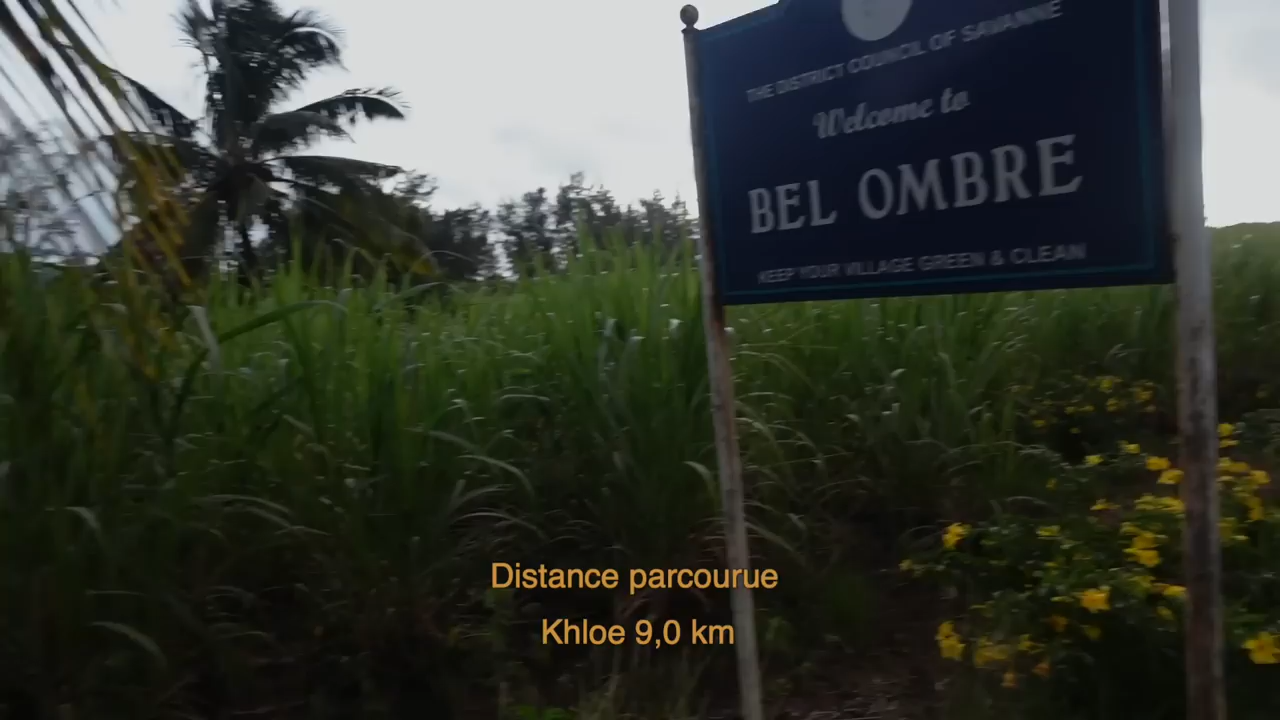 THE DISTRICT COUNCIL OF SAVANNE
Welcome to
BEL OMBRE
KEEP YOUR VILLAGE GREEN & CLEAN
Distance parcourue
Khloe 9,0 km